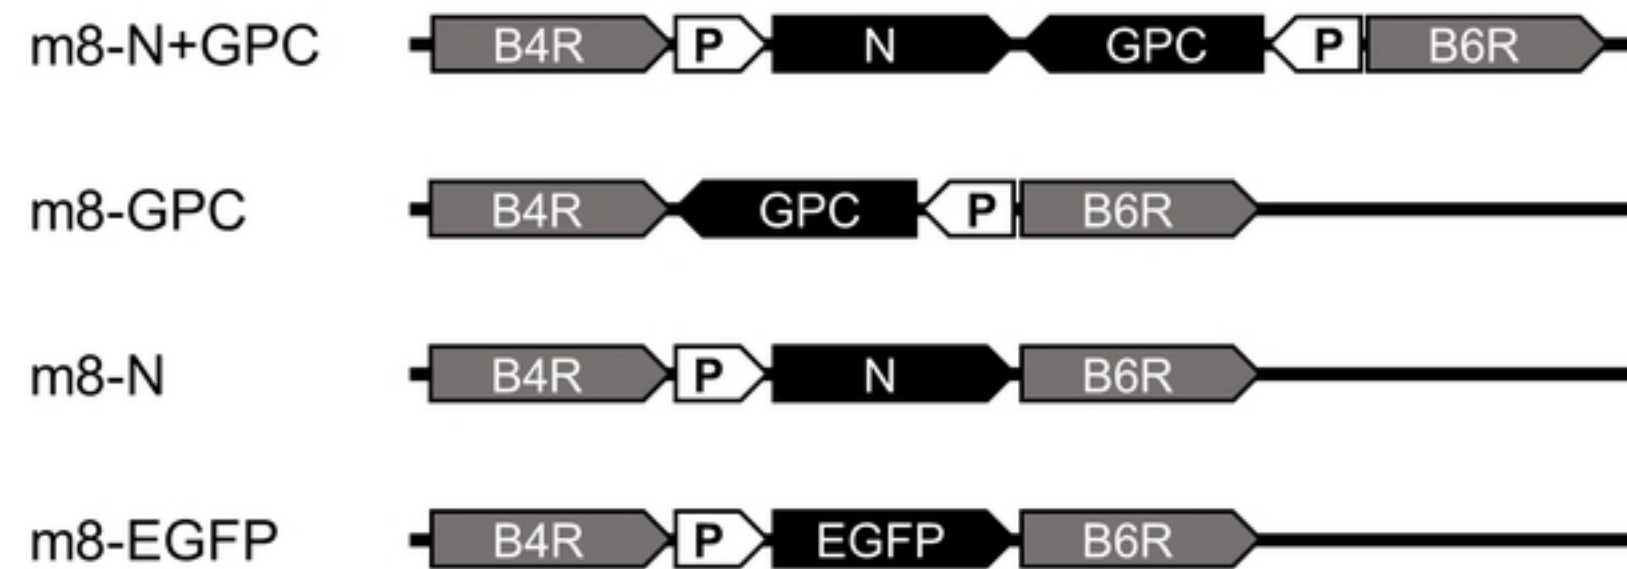 m8-N+GPC B4R P N GPC P B6R
m8-GPC B4R GPC P B6R
m8-N B4R P N B6R
m8-EGFP B4R P EGFP B6R